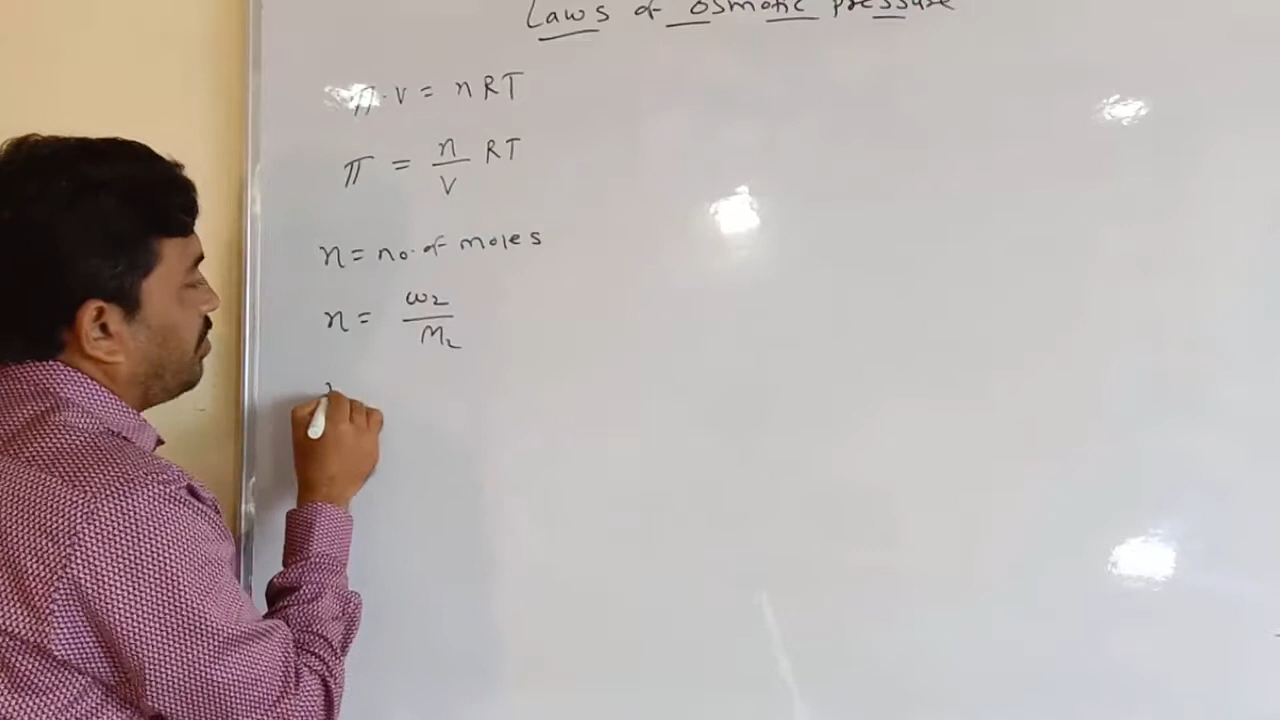 Laws of osmotic pressure
π·V = nRT
π = n/V RT
n = no. of moles
n = w₂/M₂